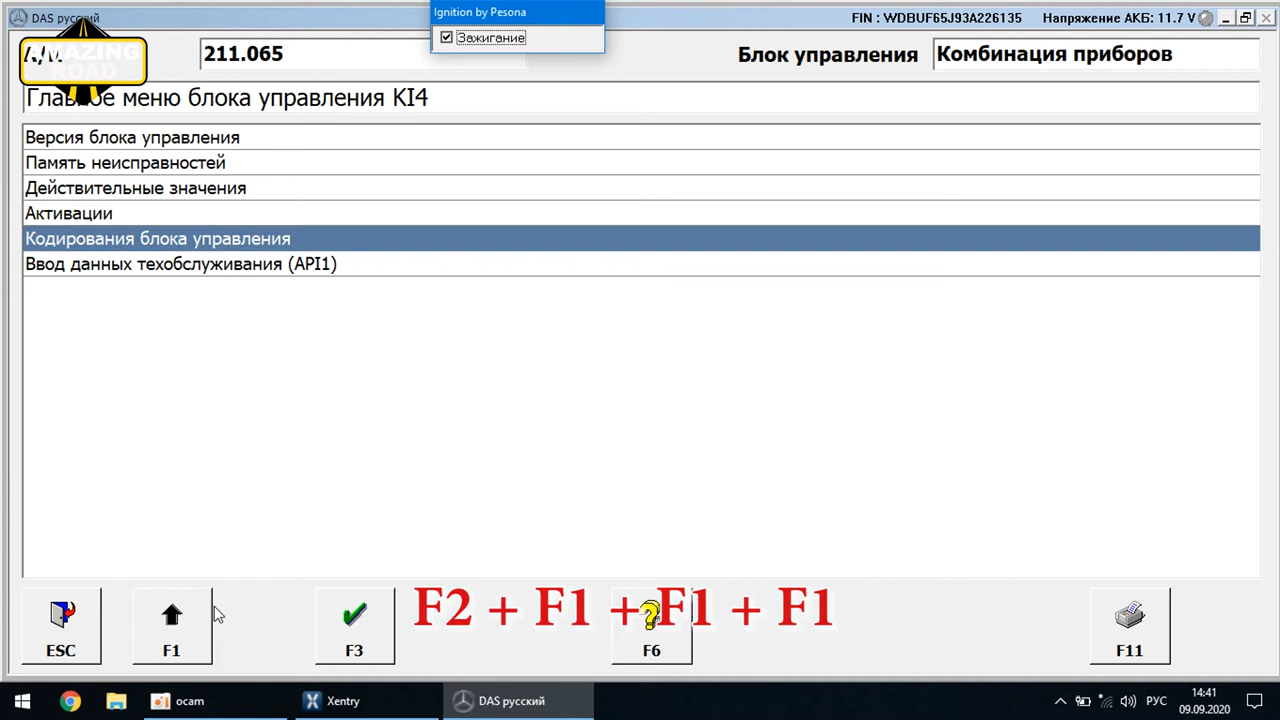 DAS русский
Ignition by Pesona
FIN : WDBUF65J93A226135
Напряжение АКБ: 11.7 V
Зажигание
AMAZING
ROAD
211.065
Блок управления
Комбинация приборов
Главное меню блока управления KI4
Версия блока управления
Память неисправностей
Действительные значения
Активации
Кодирования блока управления
Ввод данных техобслуживания (API1)
F2 + F1 + F1 + F1
ESC
F1
F3
F6
F11
ocam
Xentry
DAS русский
РУС
14:41
09.09.2020